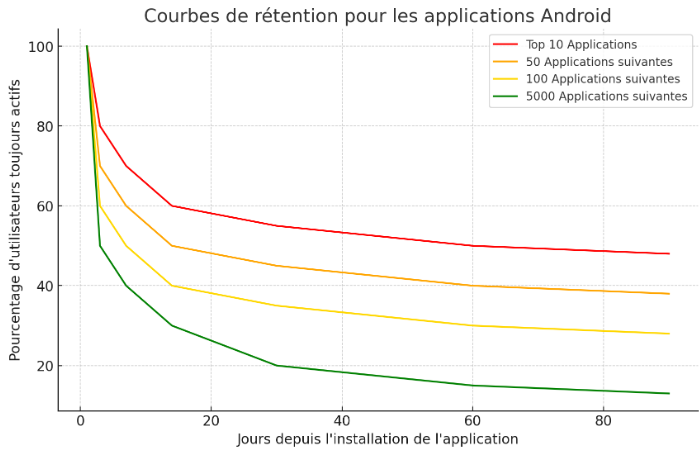 Courbes de rétention pour les applications Android
Top 10 Applications
50 Applications suivantes
100 Applications suivantes
5000 Applications suivantes
Pourcentage d'utilisateurs toujours actifs
100
80
60
40
20
0 20 40 60 80
Jours depuis l'installation de l'application